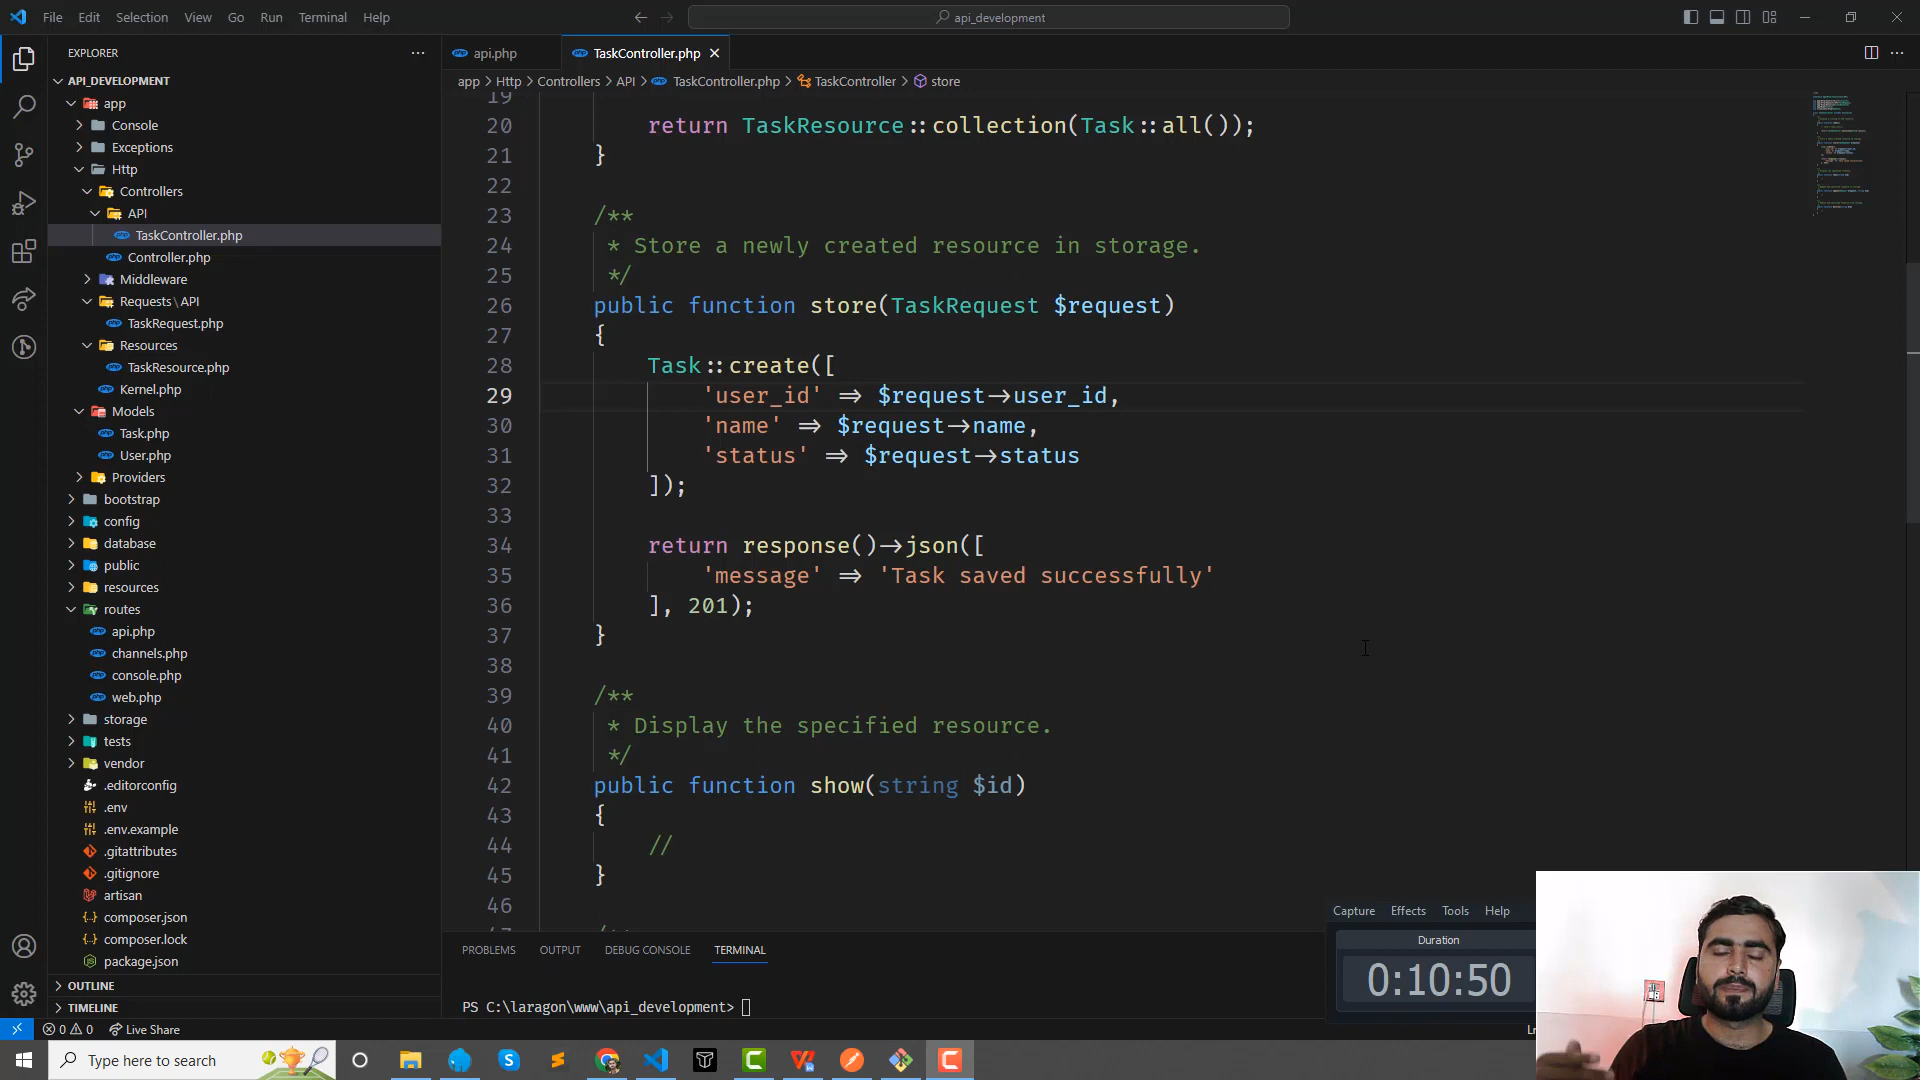 File Edit Selection View Go Run Terminal Help
api_development
EXPLORER
API_DEVELOPMENT
app
Console
Exceptions
Http
Controllers
API
TaskController.php
Controller.php
Middleware
Requests\API
TaskRequest.php
Resources
TaskResource.php
Kernel.php
Models
Task.php
User.php
Providers
bootstrap
config
database
public
resources
routes
api.php
channels.php
console.php
web.php
storage
tests
vendor
.editorconfig
.env
.env.example
.gitattributes
.gitignore
artisan
composer.json
composer.lock
package.json
OUTLINE
TIMELINE
api.php TaskController.php
app > Http > Controllers > API > TaskController.php > TaskController > store
19
20 return TaskResource::collection(Task::all());
21 }
22
23 /**
24 * Store a newly created resource in storage.
25 */
26 public function store(TaskRequest $request)
27 {
28 Task::create([
29 'user_id' => $request->user_id,
30 'name' => $request->name,
31 'status' => $request->status
32 ]);
33
34 return response()->json([
35 'message' => 'Task saved successfully'
36 ], 201);
37 }
38
39 /**
40 * Display the specified resource.
41 */
42 public function show(string $id)
43 {
44 //
45 }
46
PROBLEMS OUTPUT DEBUG CONSOLE TERMINAL
PS C:\laragon\www\api_development>
Capture Effects Tools Help
Duration
0:10:50
0 0 Live Share
Type here to search